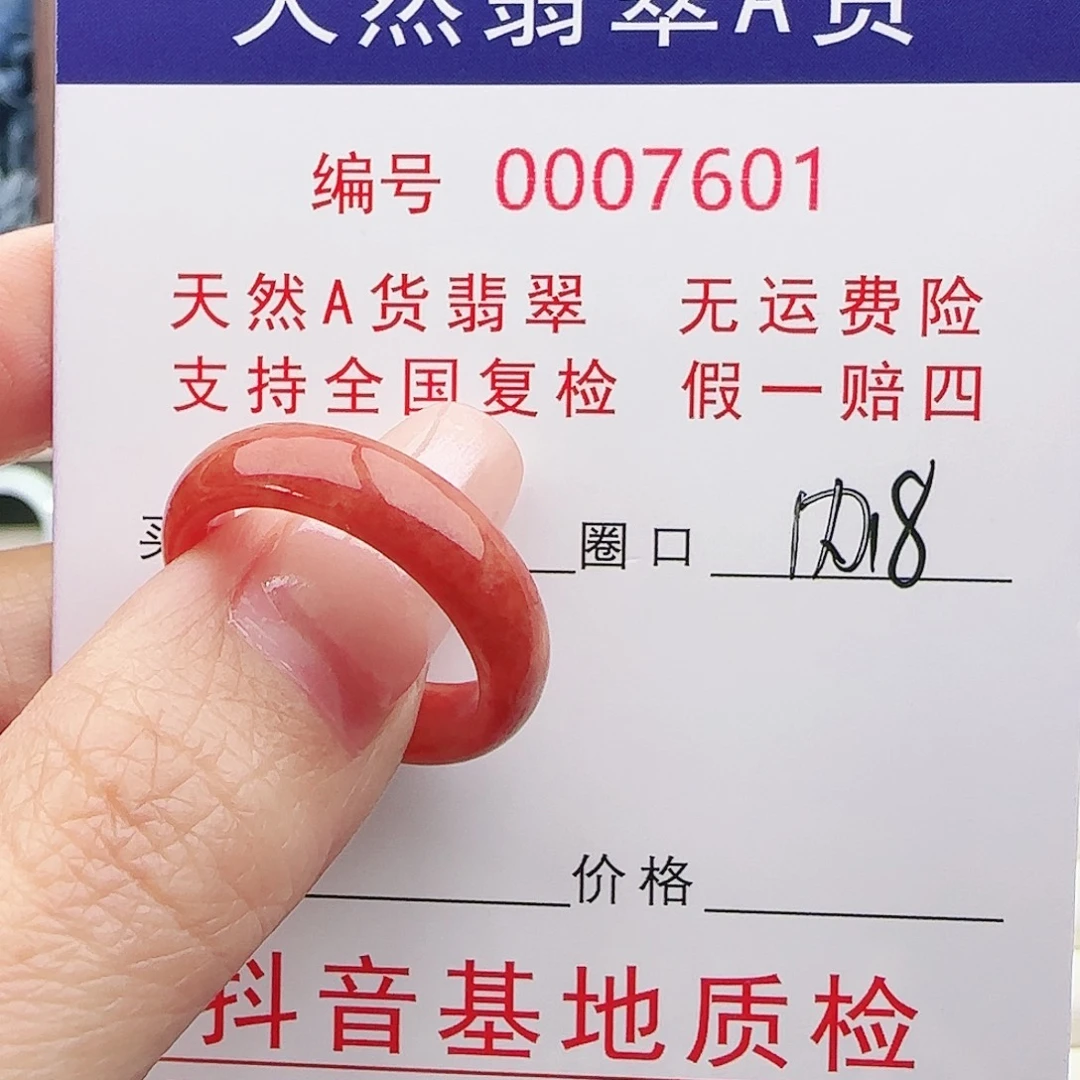 天然翡翠A货
编号 0007601
天然A货翡翠 无运费险
支持全国复检 假一赔四
买 圈口 18
价格
抖音基地质检